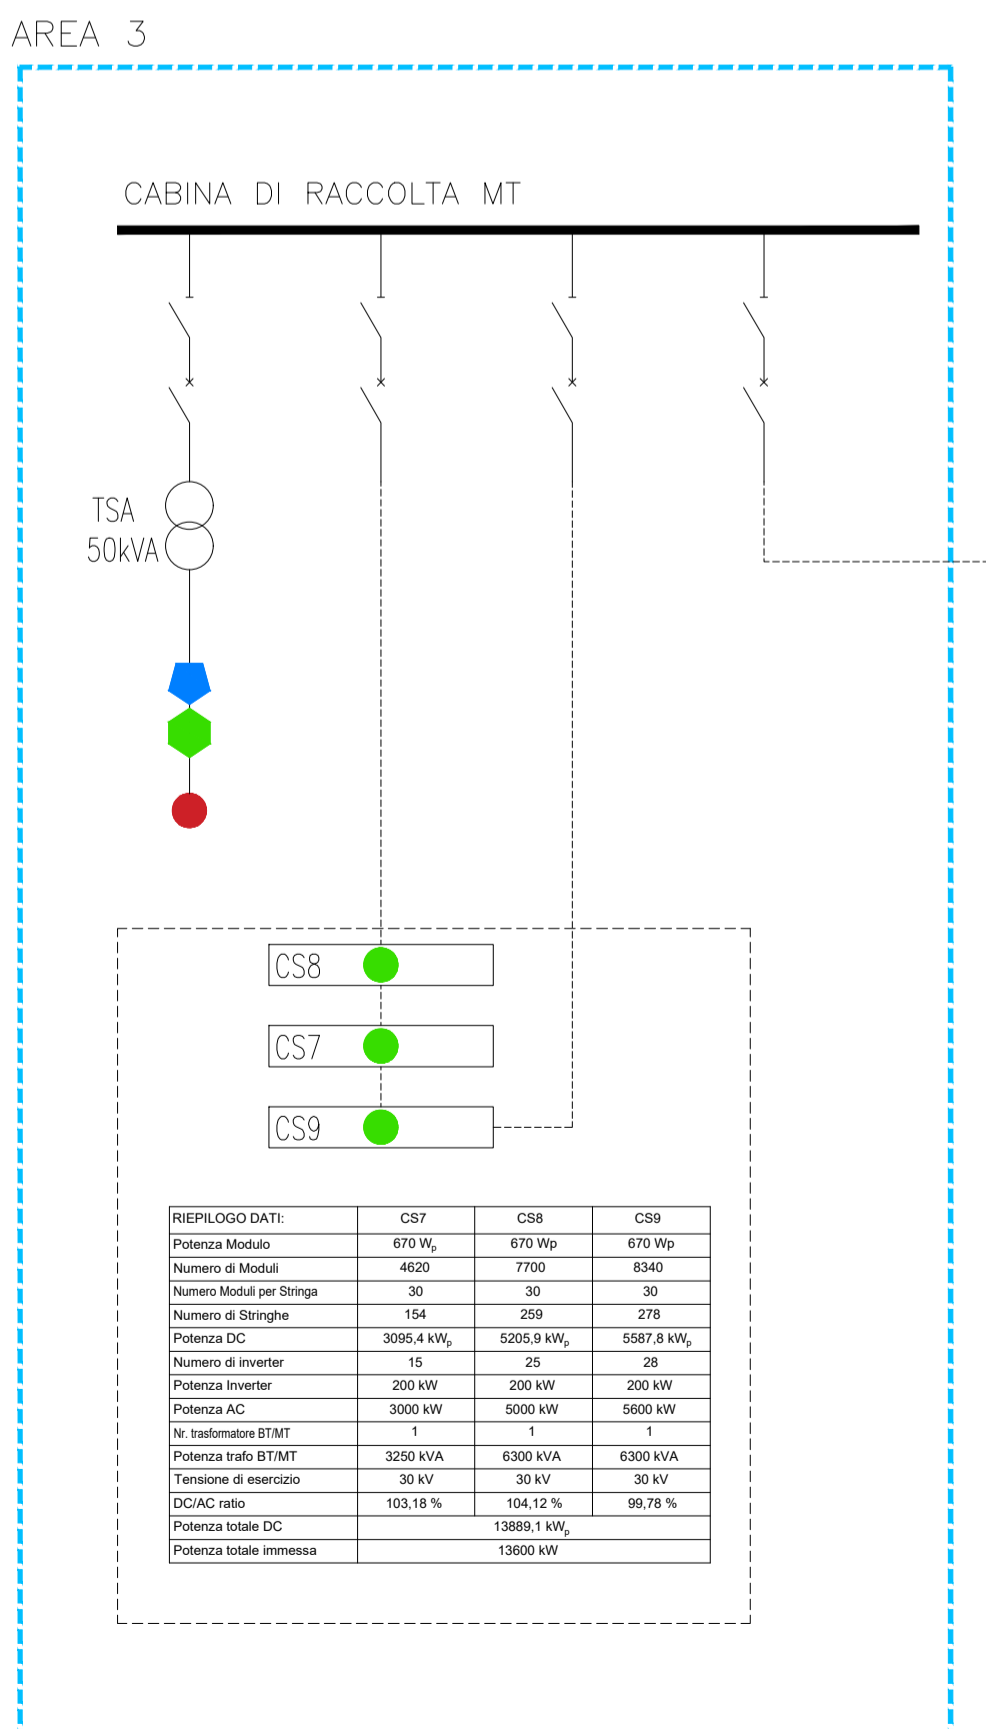 AREA 3
CABINA DI RACCOLTA MT
TSA
50kVA
CS8
CS7
CS9
RIEPILOGO DATI: CS7 CS8 CS9
Potenza Modulo 670 Wp 670 Wp 670 Wp
Numero di Moduli 4620 7700 8340
Numero Moduli per Stringa 30 30 30
Numero di Stringhe 154 259 278
Potenza DC 3095,4 kWp 5205,9 kWp 5587,8 kWp
Numero di inverter 15 25 28
Potenza Inverter 200 kW 200 kW 200 kW
Potenza AC 3000 kW 5000 kW 5600 kW
Nr. trasformatore BT/MT 1 1 1
Potenza trafo BT/MT 3250 kVA 6300 kVA 6300 kVA
Tensione di esercizio 30 kV 30 kV 30 kV
DC/AC ratio 103,18 % 104,12 % 99,78 %
Potenza totale DC 13889,1 kWp
Potenza totale immessa 13600 kW